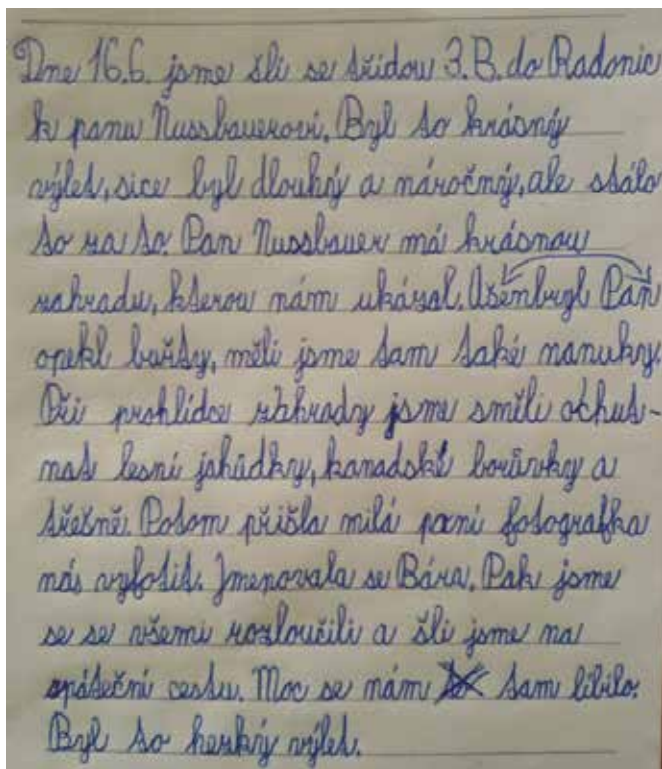 Dne 16.6. jsme šli se třídou 3.B. do Radonic
k panu Nussbauerovi. Byl to krásný
výlet, sice byl dlouhý a náročný, ale stálo
to za to. Pan Nussbauer má krásnou
zahradu, kterou nám ukázal. Ošenbrgl Pan
opekl buřty, měli jsme tam také nanuky.
Při prohlídce zahrady jsme směli ochut-
nat lesní jahůdky, kanadské borůvky a
třešně. Potom přišla milá paní fotografka
nás vyfotit. Jmenovala se Bára. Pak jsme
se se všemi rozloučili a šli jsme na
zpáteční cestu. Moc se nám tam líbilo.
Byl to hezký výlet.